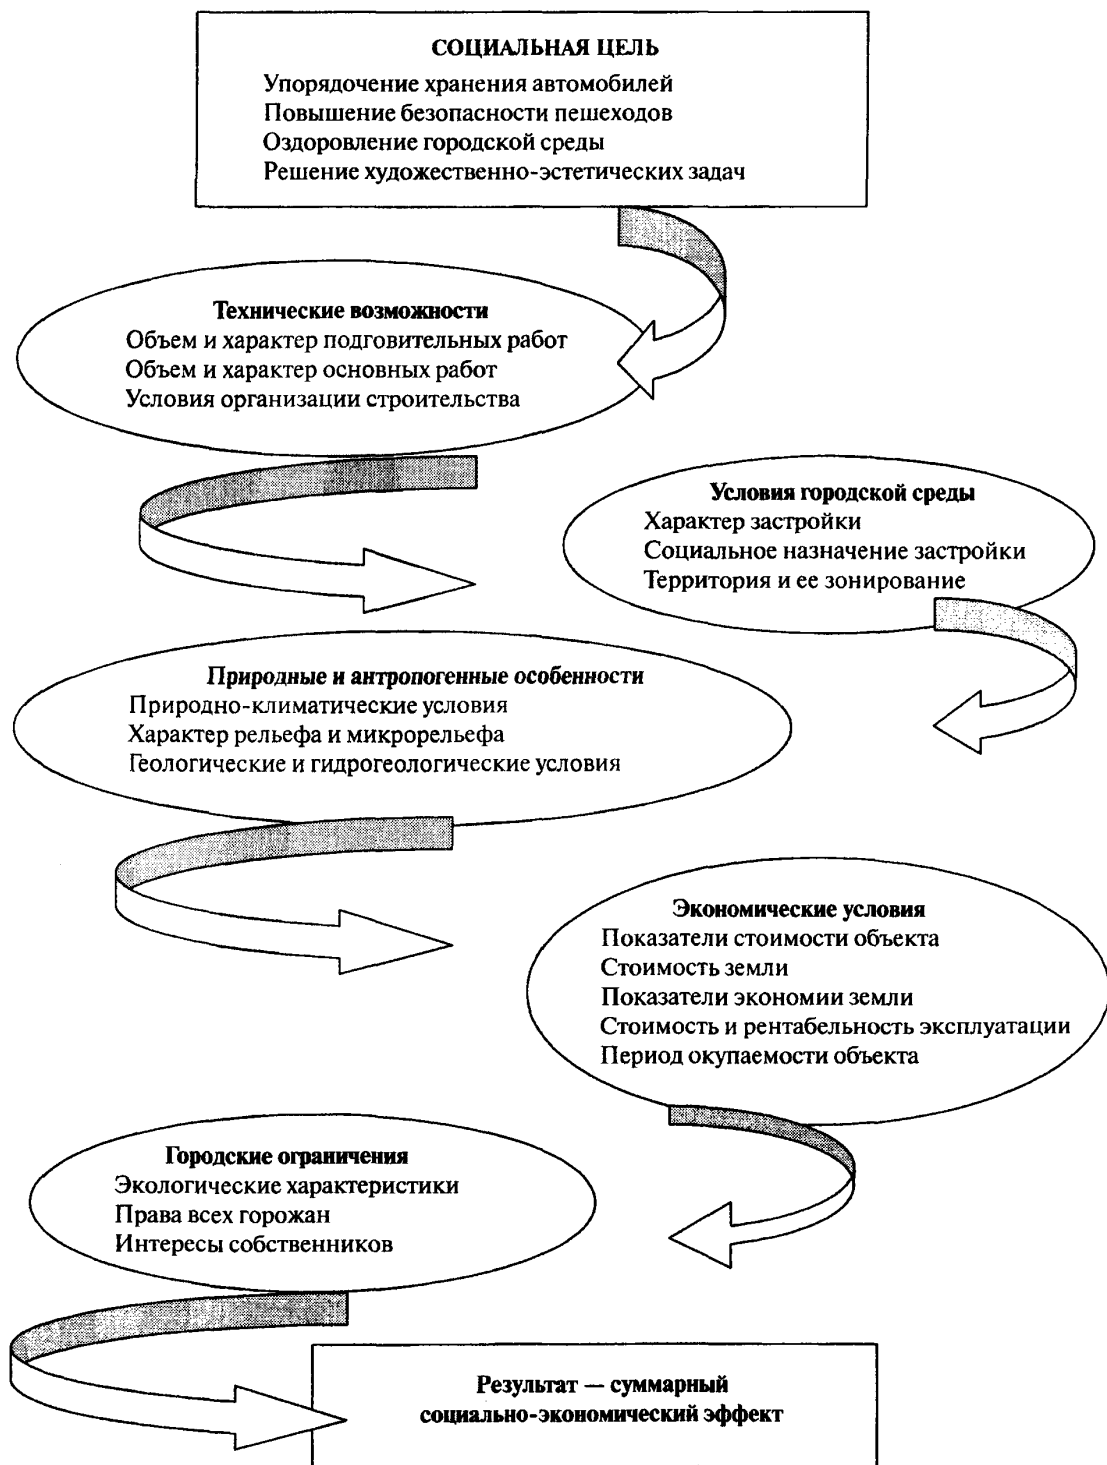 СОЦИАЛЬНАЯ ЦЕЛЬ
Упорядочение хранения автомобилей
Повышение безопасности пешеходов
Оздоровление городской среды
Решение художественно-эстетических задач
Технические возможности
Объем и характер подговительных работ
Объем и характер основных работ
Условия организации строительства
Условия городской среды
Характер застройки
Социальное назначение застройки
Территория и ее зонирование
Природные и антропогенные особенности
Природно-климатические условия
Характер рельефа и микрорельефа
Геологические и гидрогеологические условия
Экономические условия
Показатели стоимости объекта
Стоимость земли
Показатели экономии земли
Стоимость и рентабельность эксплуатации
Период окупаемости объекта
Городские ограничения
Экологические характеристики
Права всех горожан
Интересы собственников
Результат — суммарный
социально-экономический эффект